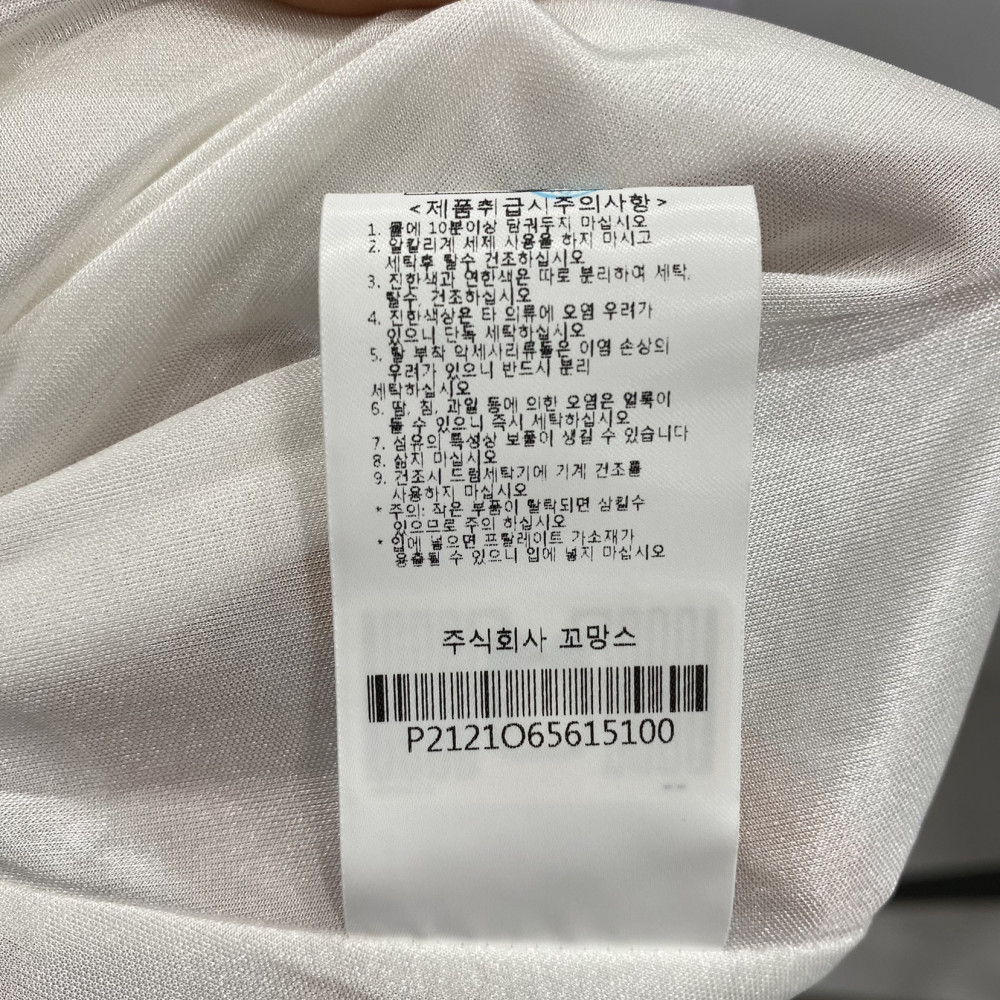 <제품취급시주의사항>
1. 물에 10분이상 담궈두지 마십시오
2. 알칼리계 세제 사용을 하지 마시고
세탁후 탈수 건조하십시오
3. 진한색과 연한색은 따로 분리하여 세탁.
탈수, 건조하십시오
4. 진한색상은 타 의류에 오염 우려가
있으니 단독 세탁하십시오
5. 탈 부착 악세사리류들은 이염 손상의
우려가 있으니 반드시 분리
세탁하십시오
6. 땀, 침, 과일 등에 의한 오염은 얼룩이
될 수 있으니 즉시 세탁하십시오
7. 섬유의 특성상 보풀이 생길 수 있습니다
8. 삶지 마십시오
9. 건조시 드럼세탁기에 기계 건조를
사용하지 마십시오
* 주의: 작은 부품이 탈락되면 삼킬수
있으므로 주의 하십시오
* 입에 넣으면 프탈레이트 가소재가
용출될 수 있으니 입에 넣지 마십시오
주식회사 꼬망스
P2121O65615100